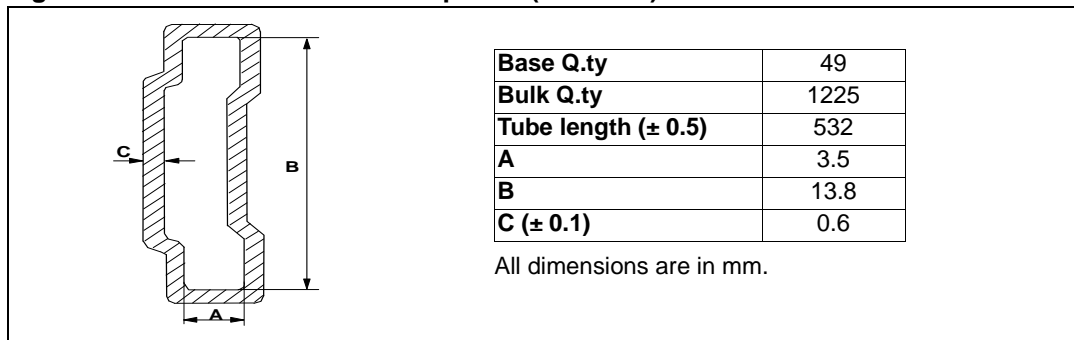 C
B
A
Base Q.ty 49
Bulk Q.ty 1225
Tube length (± 0.5) 532
A 3.5
B 13.8
C (± 0.1) 0.6
All dimensions are in mm.